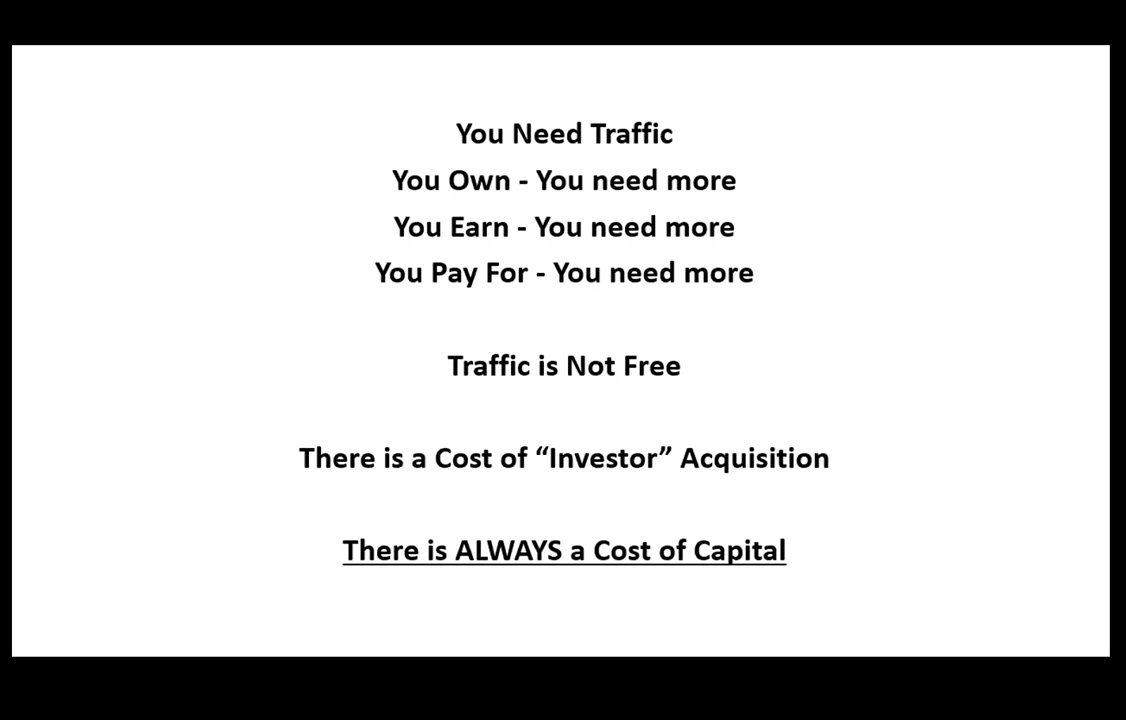 You Need Traffic
You Own - You need more
You Earn - You need more
You Pay For - You need more
Traffic is Not Free
There is a Cost of “Investor” Acquisition
There is ALWAYS a Cost of Capital